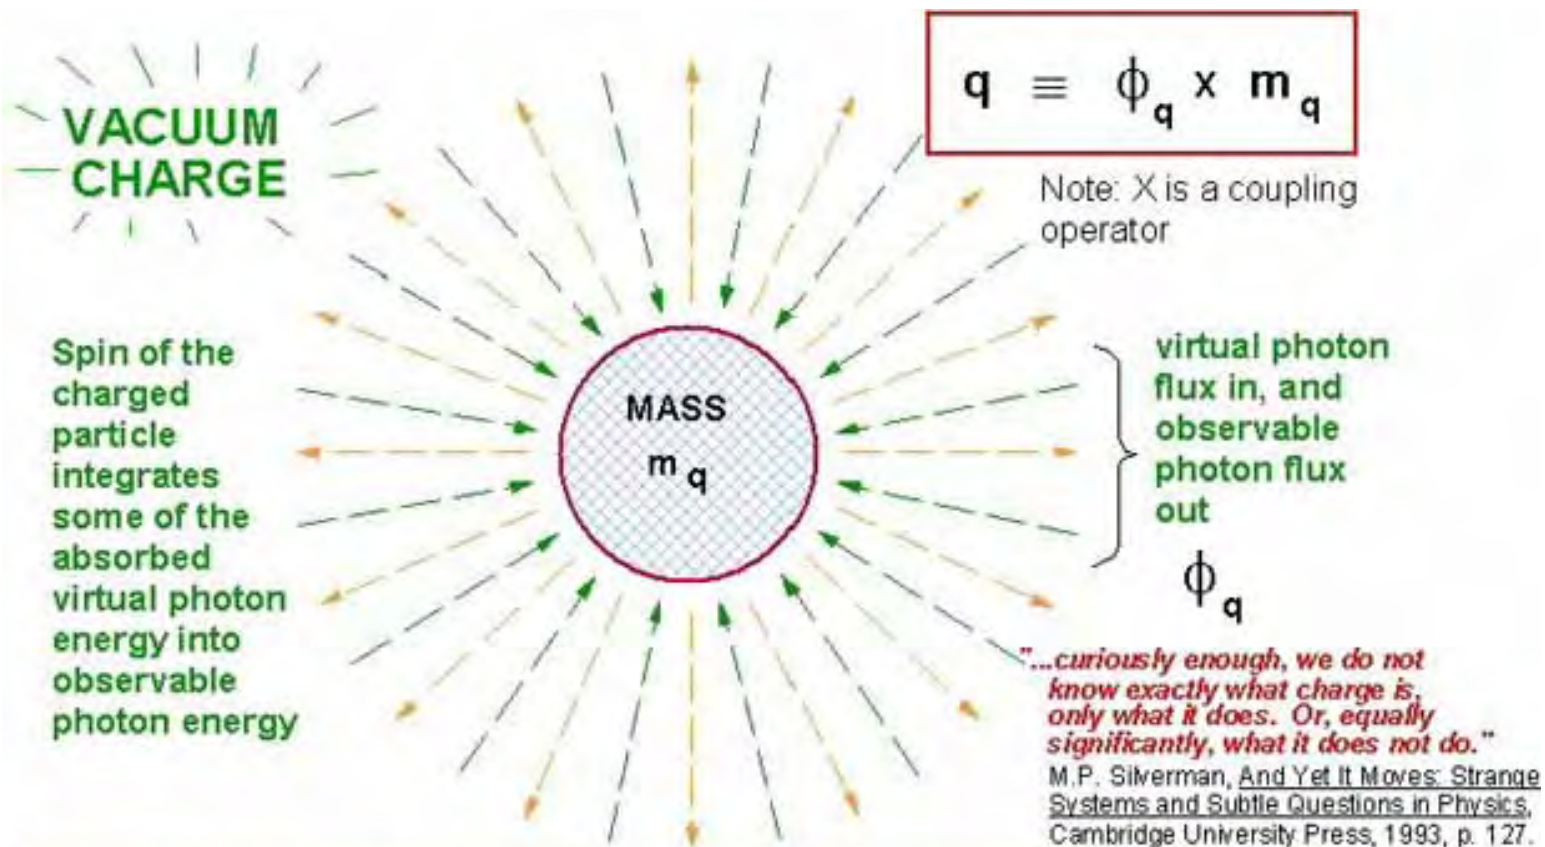 VACUUM
CHARGE
q ≡ ϕq x mq
Note: X is a coupling
operator
Spin of the
charged
particle
integrates
some of the
absorbed
virtual photon
energy into
observable
photon energy
MASS
m q
virtual photon
flux in, and
observable
photon flux
out
ϕq
"...curiously enough, we do not
know exactly what charge is,
only what it does. Or, equally
significantly, what it does not do."
M.P. Silverman, And Yet It Moves: Strange
Systems and Subtle Questions in Physics,
Cambridge University Press, 1993, p. 127.